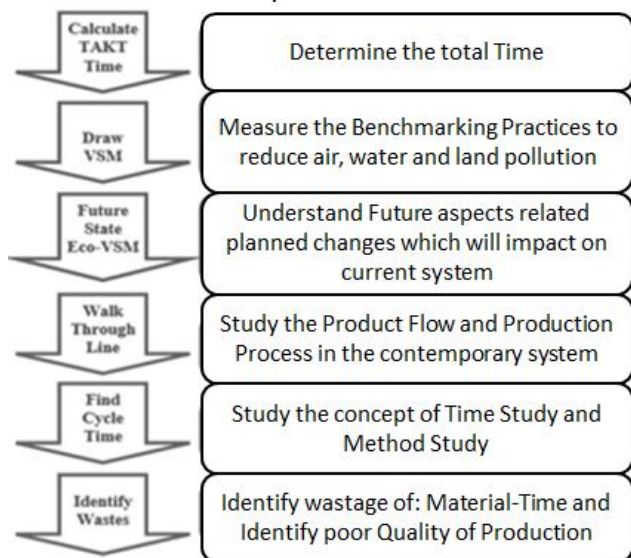 Calculate
TAKT
Time
Determine the total Time
Draw
VSM
Measure the Benchmarking Practices to
reduce air, water and land pollution
Future
State
Eco-VSM
Understand Future aspects related
planned changes which will impact on
current system
Walk
Through
Line
Study the Product Flow and Production
Process in the contemporary system
Find
Cycle
Time
Study the concept of Time Study and
Method Study
Identify
Wastes
Identify wastage of: Material-Time and
Identify poor Quality of Production